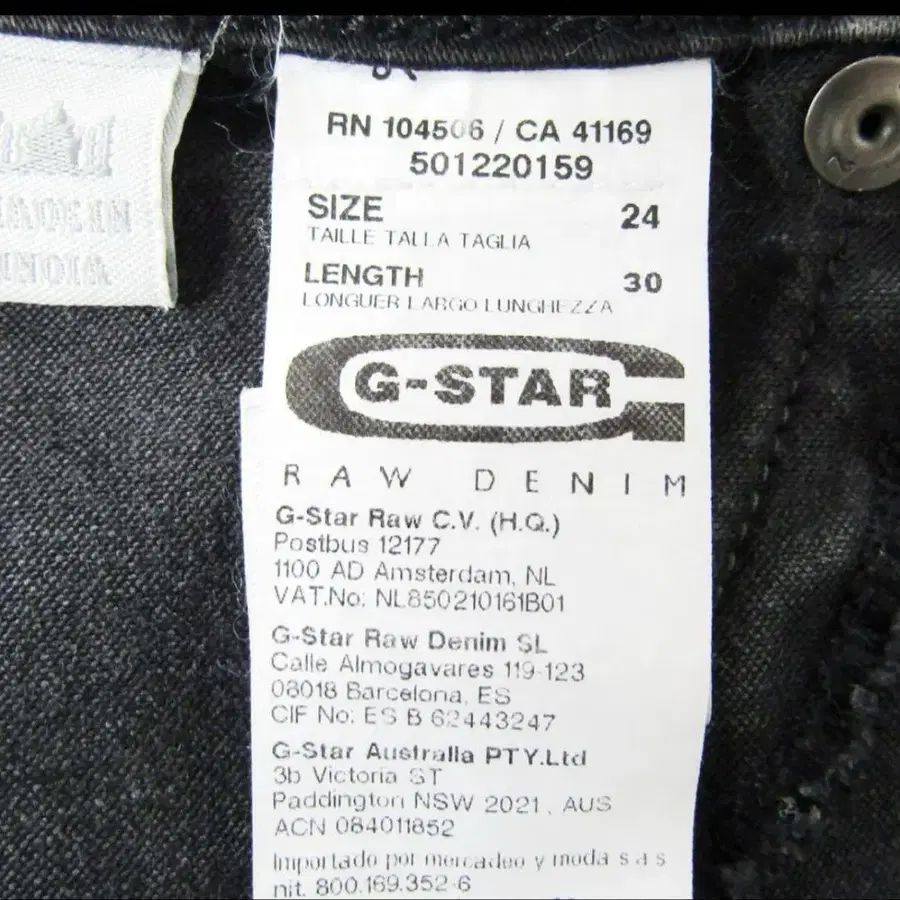 MADE IN
INDIA
RN 104506 / CA 41169
501220159
SIZE 24
TAILLE TALLA TAGLIA
LENGTH 30
LONGUER LARGO LUNGHEZZA
G-STAR
RAW DENIM
G-Star Raw C.V. (H.Q.)
Postbus 12177
1100 AD Amsterdam, NL
VAT.No: NL850210161B01
G-Star Raw Denim SL
Calle Almogavares 119-123
08018 Barcelona, ES
CIF No: ES B 62443247
G-Star Australia PTY.Ltd
3b Victoria ST
Paddington NSW 2021, AUS
ACN 084011852
Importado por mercadeo y moda s a s
nit. 800.169.352-6